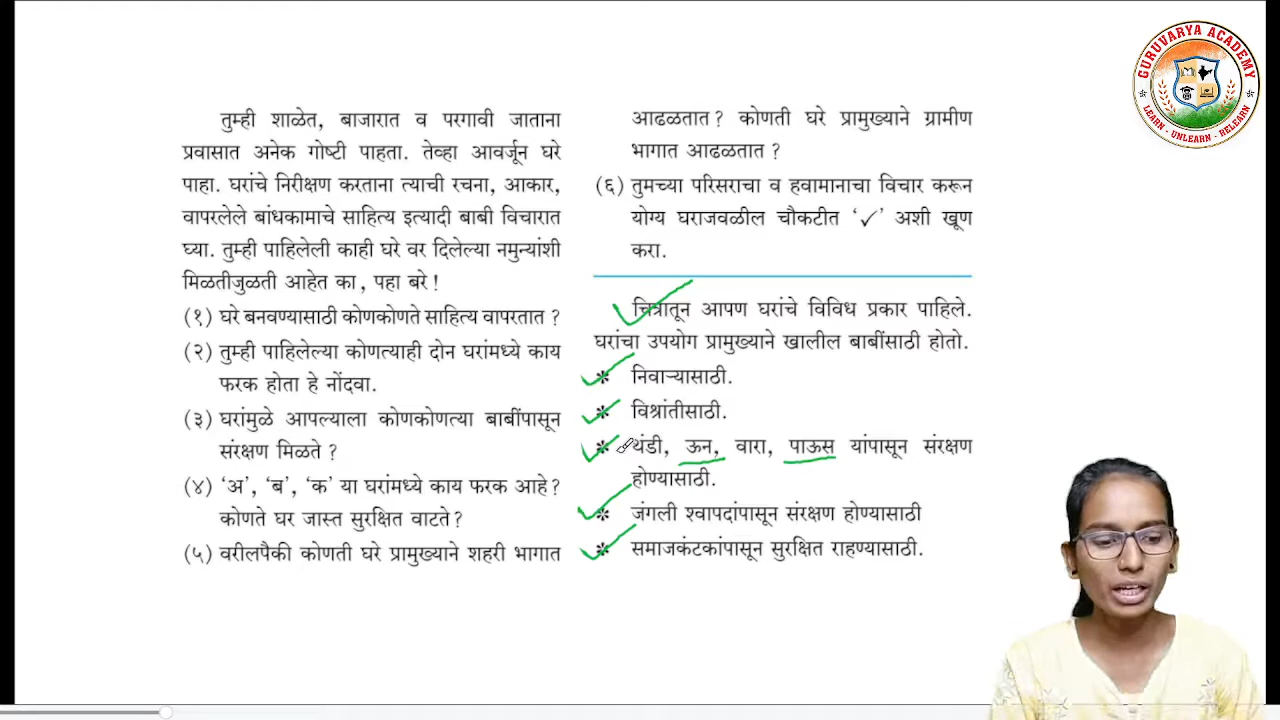 तुम्ही शाळेत, बाजारात व परगावी जाताना
प्रवासात अनेक गोष्टी पाहता. तेव्हा आवर्जून घरे
पाहा. घरांचे निरीक्षण करताना त्याची रचना, आकार,
वापरलेले बांधकामाचे साहित्य इत्यादी बाबी विचारात
घ्या. तुम्ही पाहिलेली काही घरे वर दिलेल्या नमुन्यांशी
मिळतीजुळती आहेत का, पहा बरे!
(१) घरे बनवण्यासाठी कोणकोणते साहित्य वापरतात ?
(२) तुम्ही पाहिलेल्या कोणत्याही दोन घरांमध्ये काय
फरक होता हे नोंदवा.
(३) घरांमुळे आपल्याला कोणकोणत्या बाबींपासून
संरक्षण मिळते ?
(४) ‘अ’, ‘ब’, ‘क’ या घरांमध्ये काय फरक आहे?
कोणते घर जास्त सुरक्षित वाटते?
(५) वरीलपैकी कोणती घरे प्रामुख्याने शहरी भागात
आढळतात? कोणती घरे प्रामुख्याने ग्रामीण
भागात आढळतात ?
(६) तुमच्या परिसराचा व हवामानाचा विचार करून
योग्य घराजवळील चौकटीत ‘✓’ अशी खूण
करा.
चित्रातून आपण घरांचे विविध प्रकार पाहिले.
घरांचा उपयोग प्रामुख्याने खालील बाबींसाठी होतो.
* निवाऱ्यासाठी.
* विश्रांतीसाठी.
* थंडी, ऊन, वारा, पाऊस यांपासून संरक्षण
होण्यासाठी.
* जंगली श्वापदांपासून संरक्षण होण्यासाठी
* समाजकंटकांपासून सुरक्षित राहण्यासाठी.
GURUVARYA ACADEMY
LEARN - UNLEARN - RELEARN